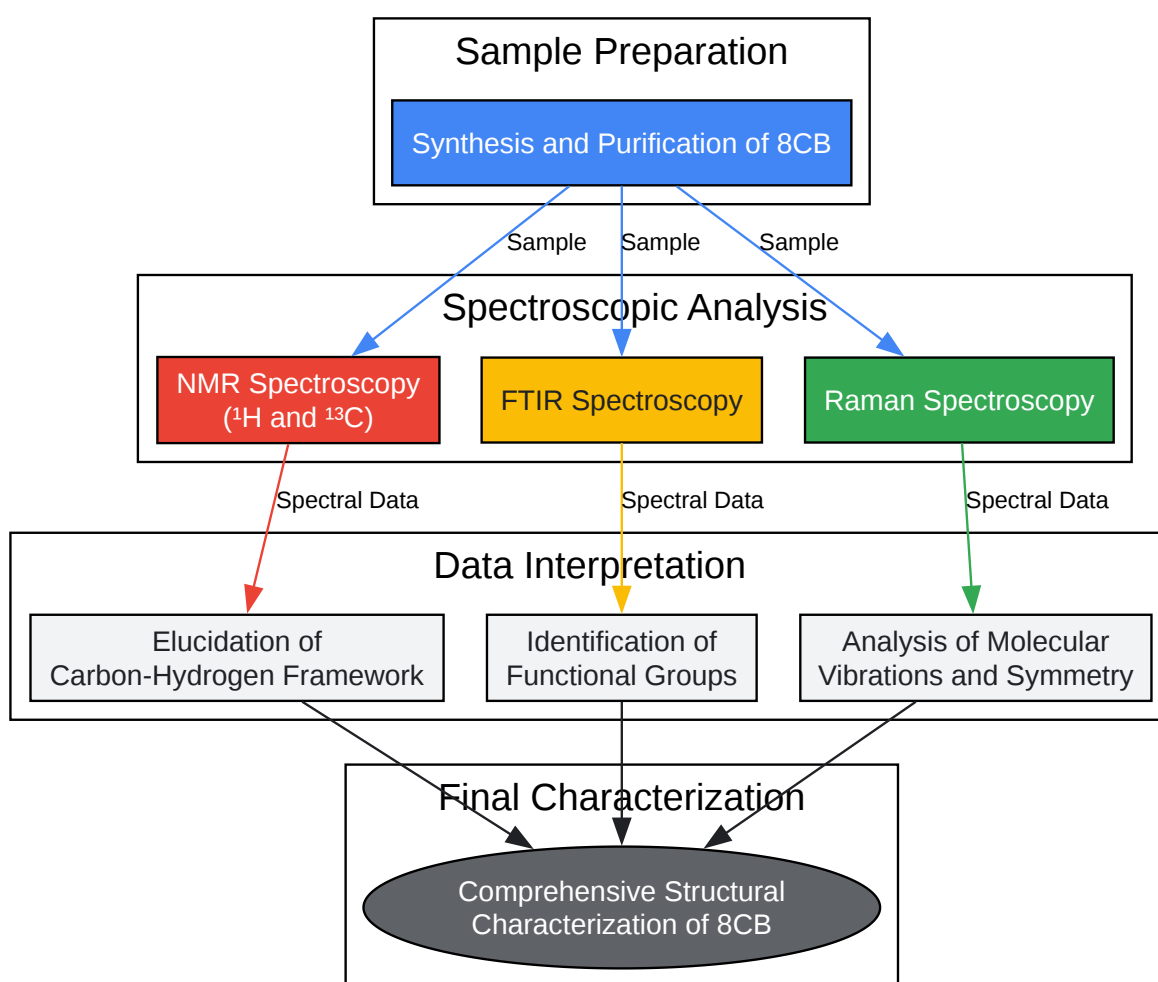 Sample Preparation
Synthesis and Purification of 8CB
Sample
Sample
Sample
Spectroscopic Analysis
NMR Spectroscopy
(¹H and ¹³C)
FTIR Spectroscopy
Raman Spectroscopy
Spectral Data
Spectral Data
Spectral Data
Data Interpretation
Elucidation of
Carbon-Hydrogen Framework
Identification of
Functional Groups
Analysis of Molecular
Vibrations and Symmetry
Final Characterization
Comprehensive Structural
Characterization of 8CB